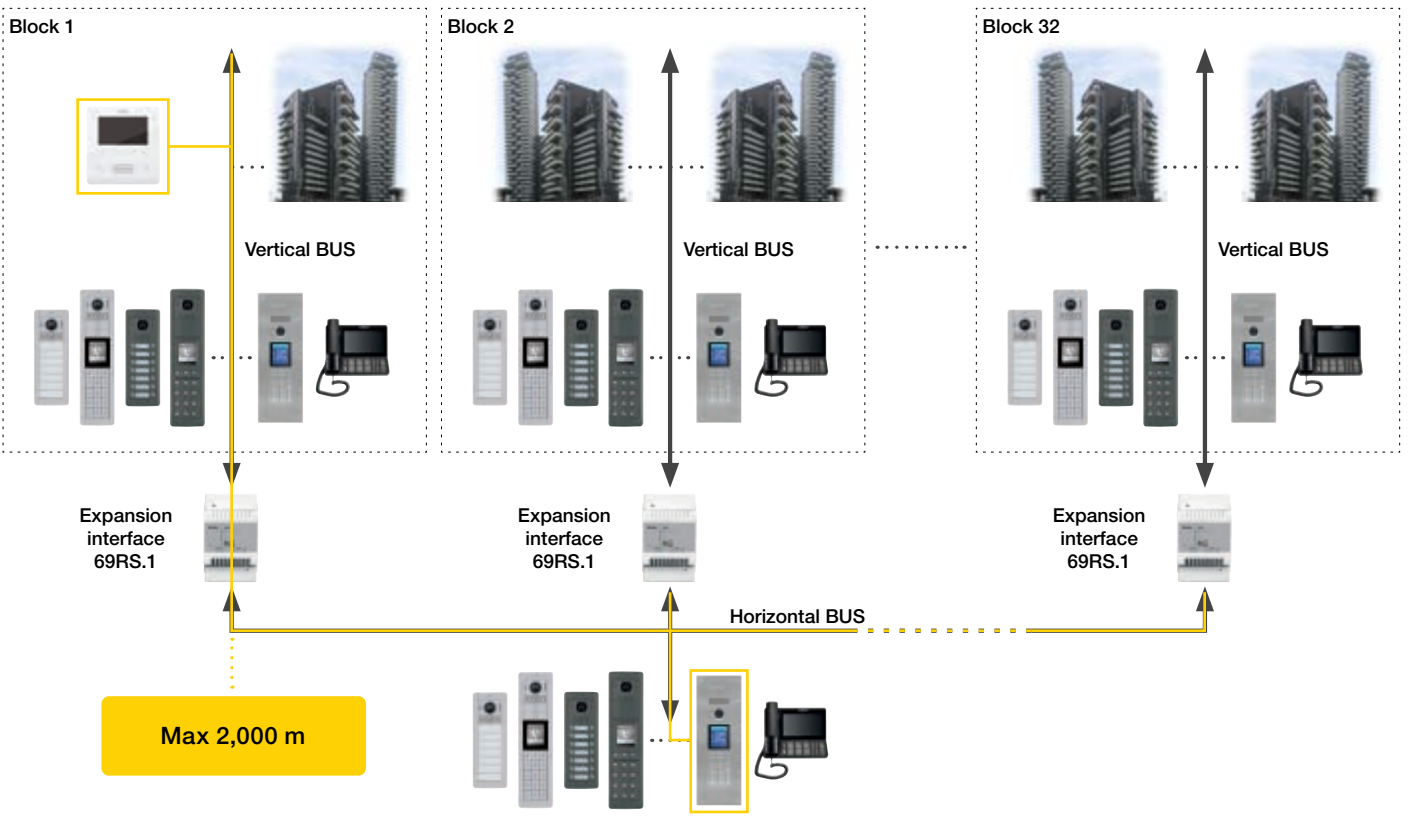 Block 1
Block 2
Block 32
Vertical BUS
Vertical BUS
Vertical BUS
Expansion
interface
69RS.1
Expansion
interface
69RS.1
Expansion
interface
69RS.1
Horizontal BUS
Max 2,000 m